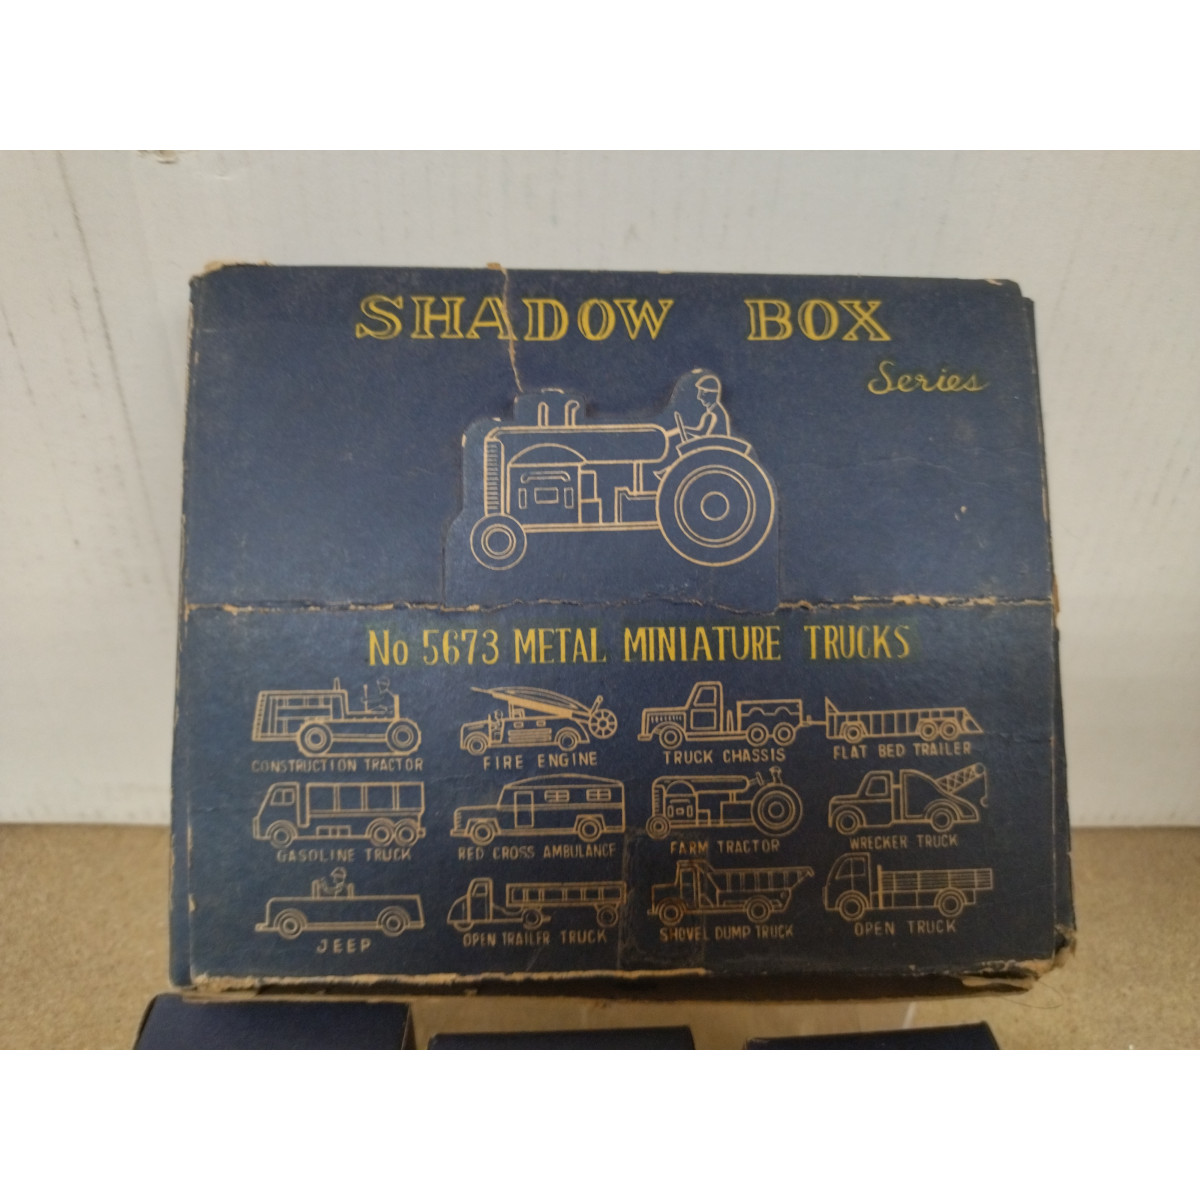 SHADOW BOX
Series
No 5673 METAL MINIATURE TRUCKS
CONSTRUCTION TRACTOR
FIRE ENGINE
TRUCK CHASSIS
FLAT BED TRAILER
GASOLINE TRUCK
RED CROSS AMBULANCE
FARM TRACTOR
WRECKER TRUCK
JEEP
OPEN TRAILER TRUCK
SHOVEL DUMP TRUCK
OPEN TRUCK